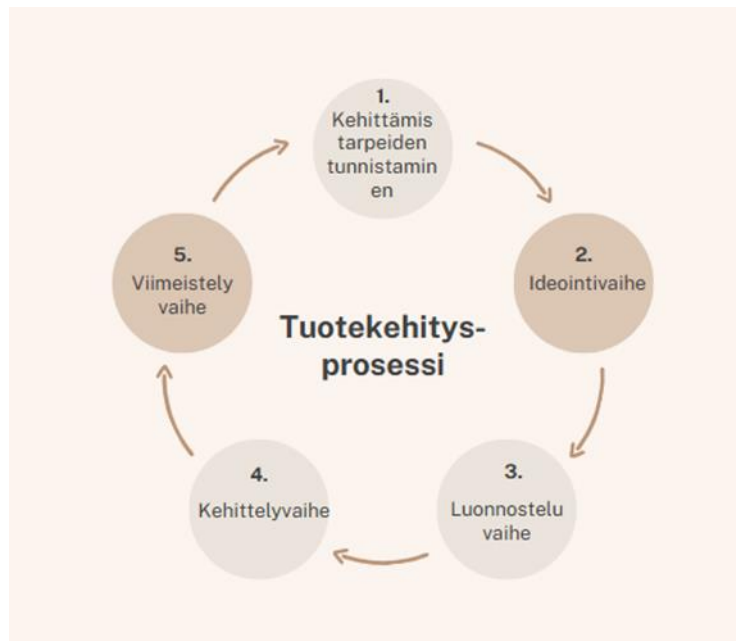 1.
Kehittämis
tarpeiden
tunnistamin
en
2.
Ideointivaihe
3.
Luonnostelu
vaihe
4.
Kehittelyvaihe
5.
Viimeistely
vaihe
Tuotekehitys-
prosessi